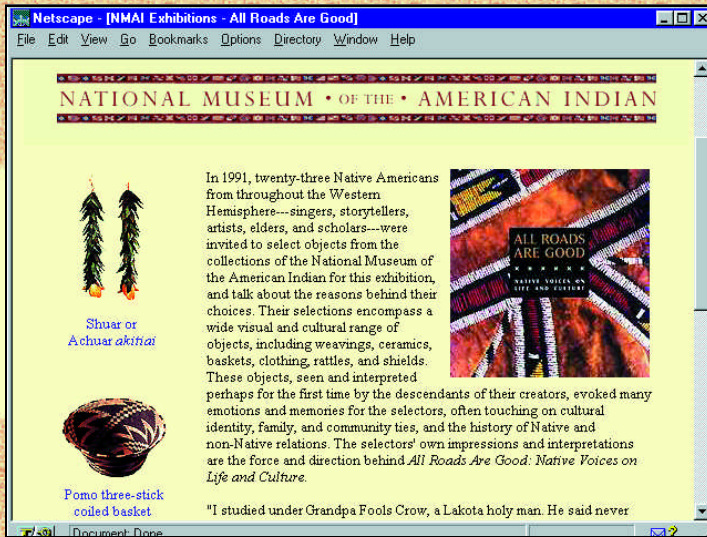 Netscape - [NMAI Exhibitions - All Roads Are Good]
File Edit View Go Bookmarks Options Directory Window Help
NATIONAL MUSEUM • OF THE • AMERICAN INDIAN
In 1991, twenty-three Native Americans
from throughout the Western
Hemisphere---singers, storytellers,
artists, elders, and scholars---were
invited to select objects from the
collections of the National Museum of
the American Indian for this exhibition,
and talk about the reasons behind their
choices. Their selections encompass a
wide visual and cultural range of
objects, including weavings, ceramics,
baskets, clothing, rattles, and shields.
These objects, seen and interpreted
perhaps for the first time by the descendants of their creators, evoked many
emotions and memories for the selectors, often touching on cultural
identity, family, and community ties, and the history of Native and
non-Native relations. The selectors' own impressions and interpretations
are the force and direction behind All Roads Are Good: Native Voices on
Life and Culture.
"I studied under Grandpa Fools Crow, a Lakota holy man. He said never
ALL ROADS
ARE GOOD
NATIVE VOICES ON
LIFE AND CULTURE
Shuar or
Achuar akitiai
Pomo three-stick
coiled basket
Document: Done